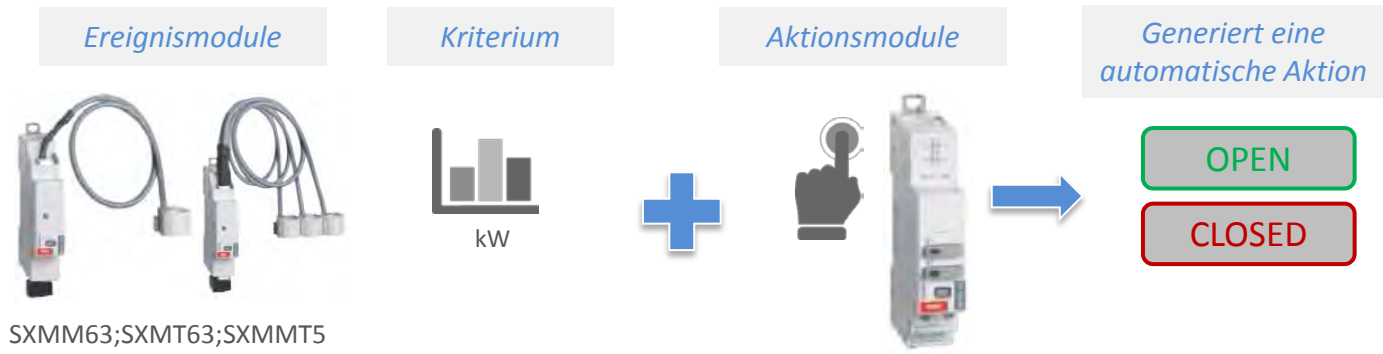 Ereignismodule
Kriterium
Aktionsmodule
Generiert eine
automatische Aktion
kW
OPEN
CLOSED
SXMM63;SXMT63;SXMMT5